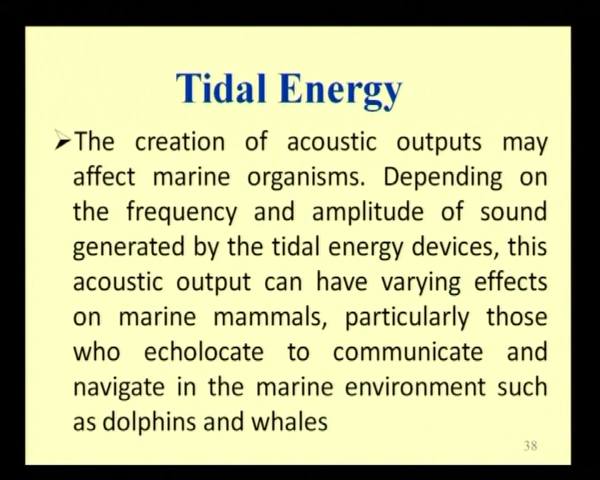 Tidal Energy
➢The creation of acoustic outputs may
affect marine organisms. Depending on
the frequency and amplitude of sound
generated by the tidal energy devices, this
acoustic output can have varying effects
on marine mammals, particularly those
who echolocate to communicate and
navigate in the marine environment such
as dolphins and whales
38